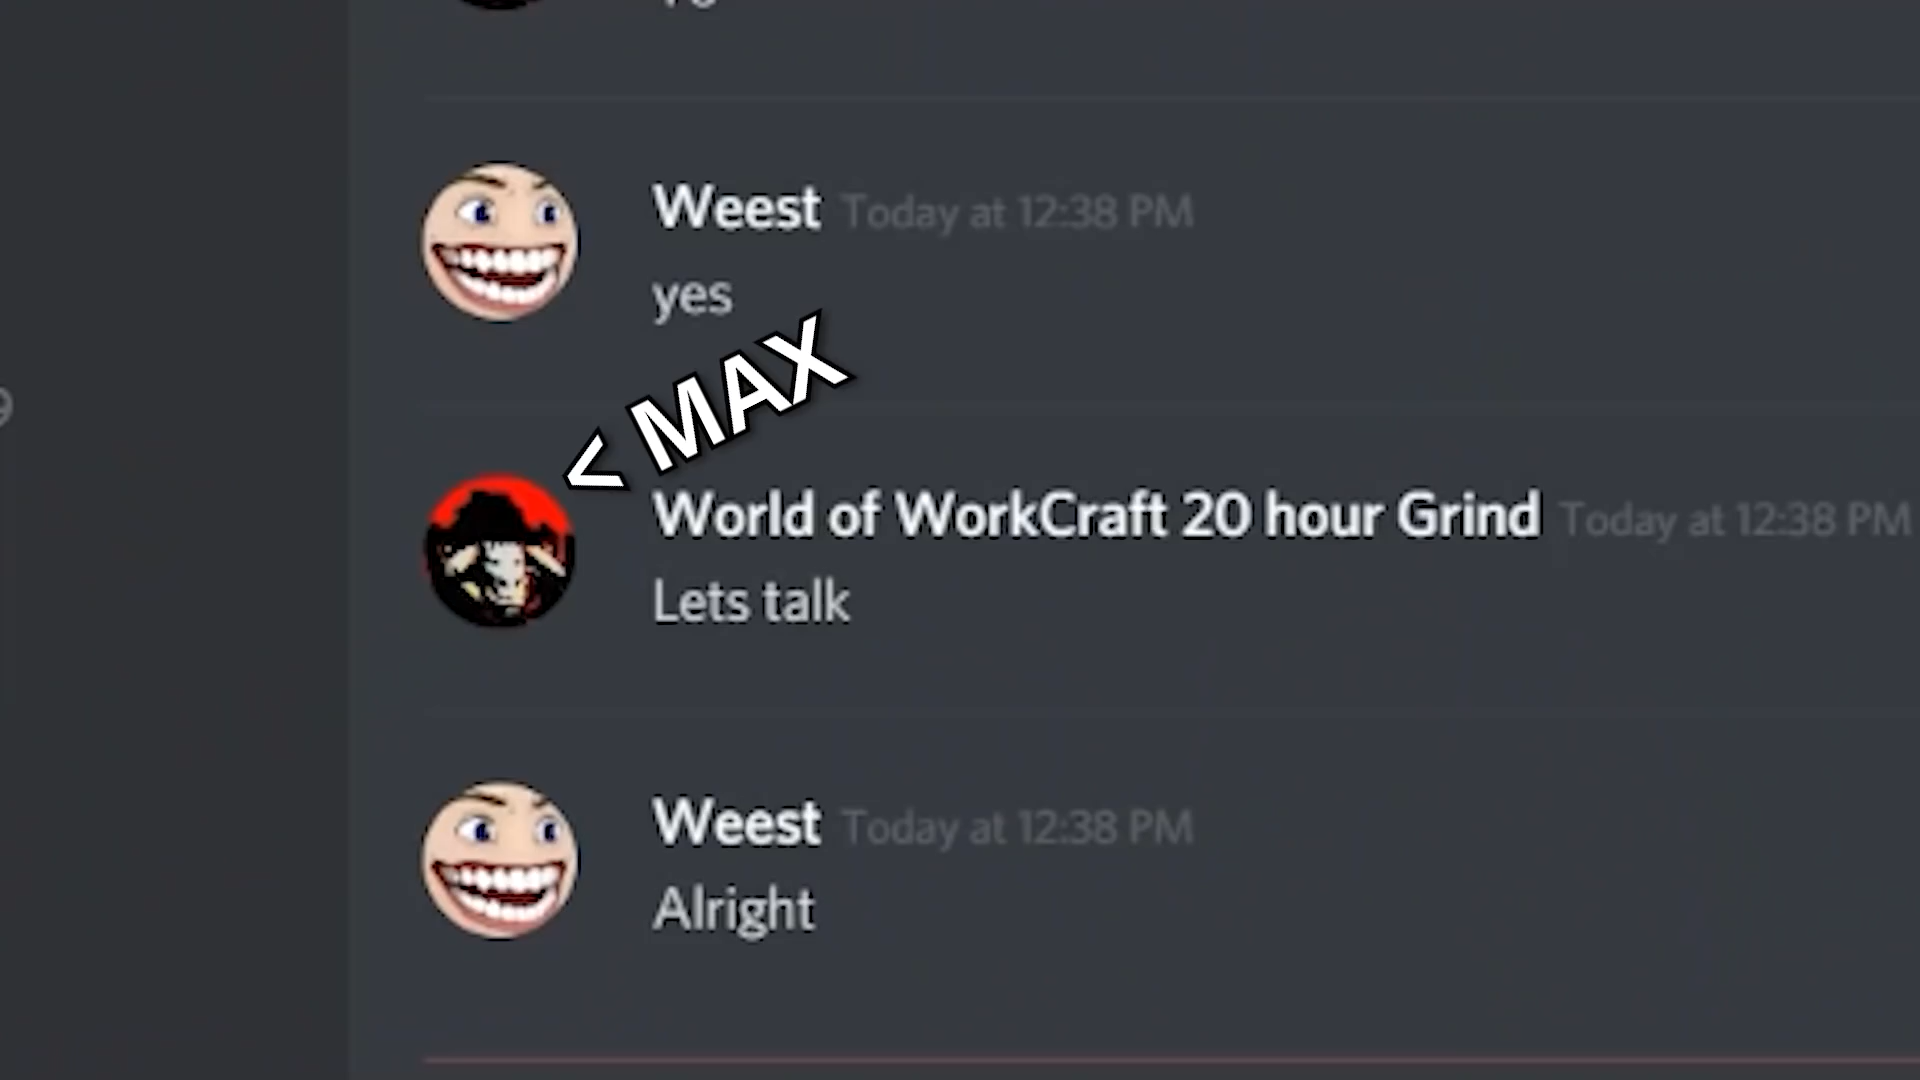 Weest Today at 12:38 PM
yes
< MAX
World of WorkCraft 20 hour Grind Today at 12:38 PM
Lets talk
Weest Today at 12:38 PM
Alright